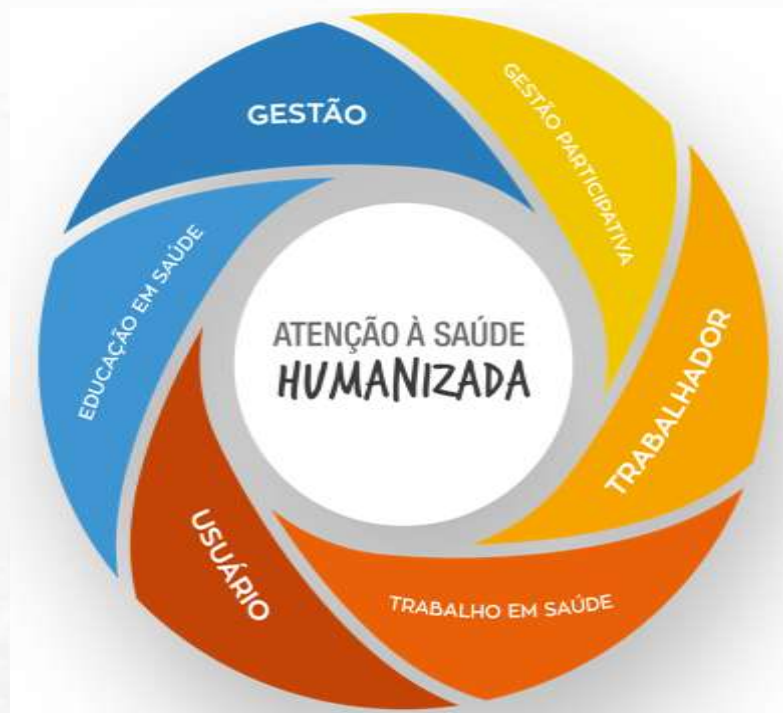 GESTÃO
GESTÃO PARTICIPATIVA
TRABALHADOR
TRABALHO EM SAÚDE
USUÁRIO
EDUCAÇÃO EM SAÚDE
ATENÇÃO À SAÚDE
HUMANIZADA